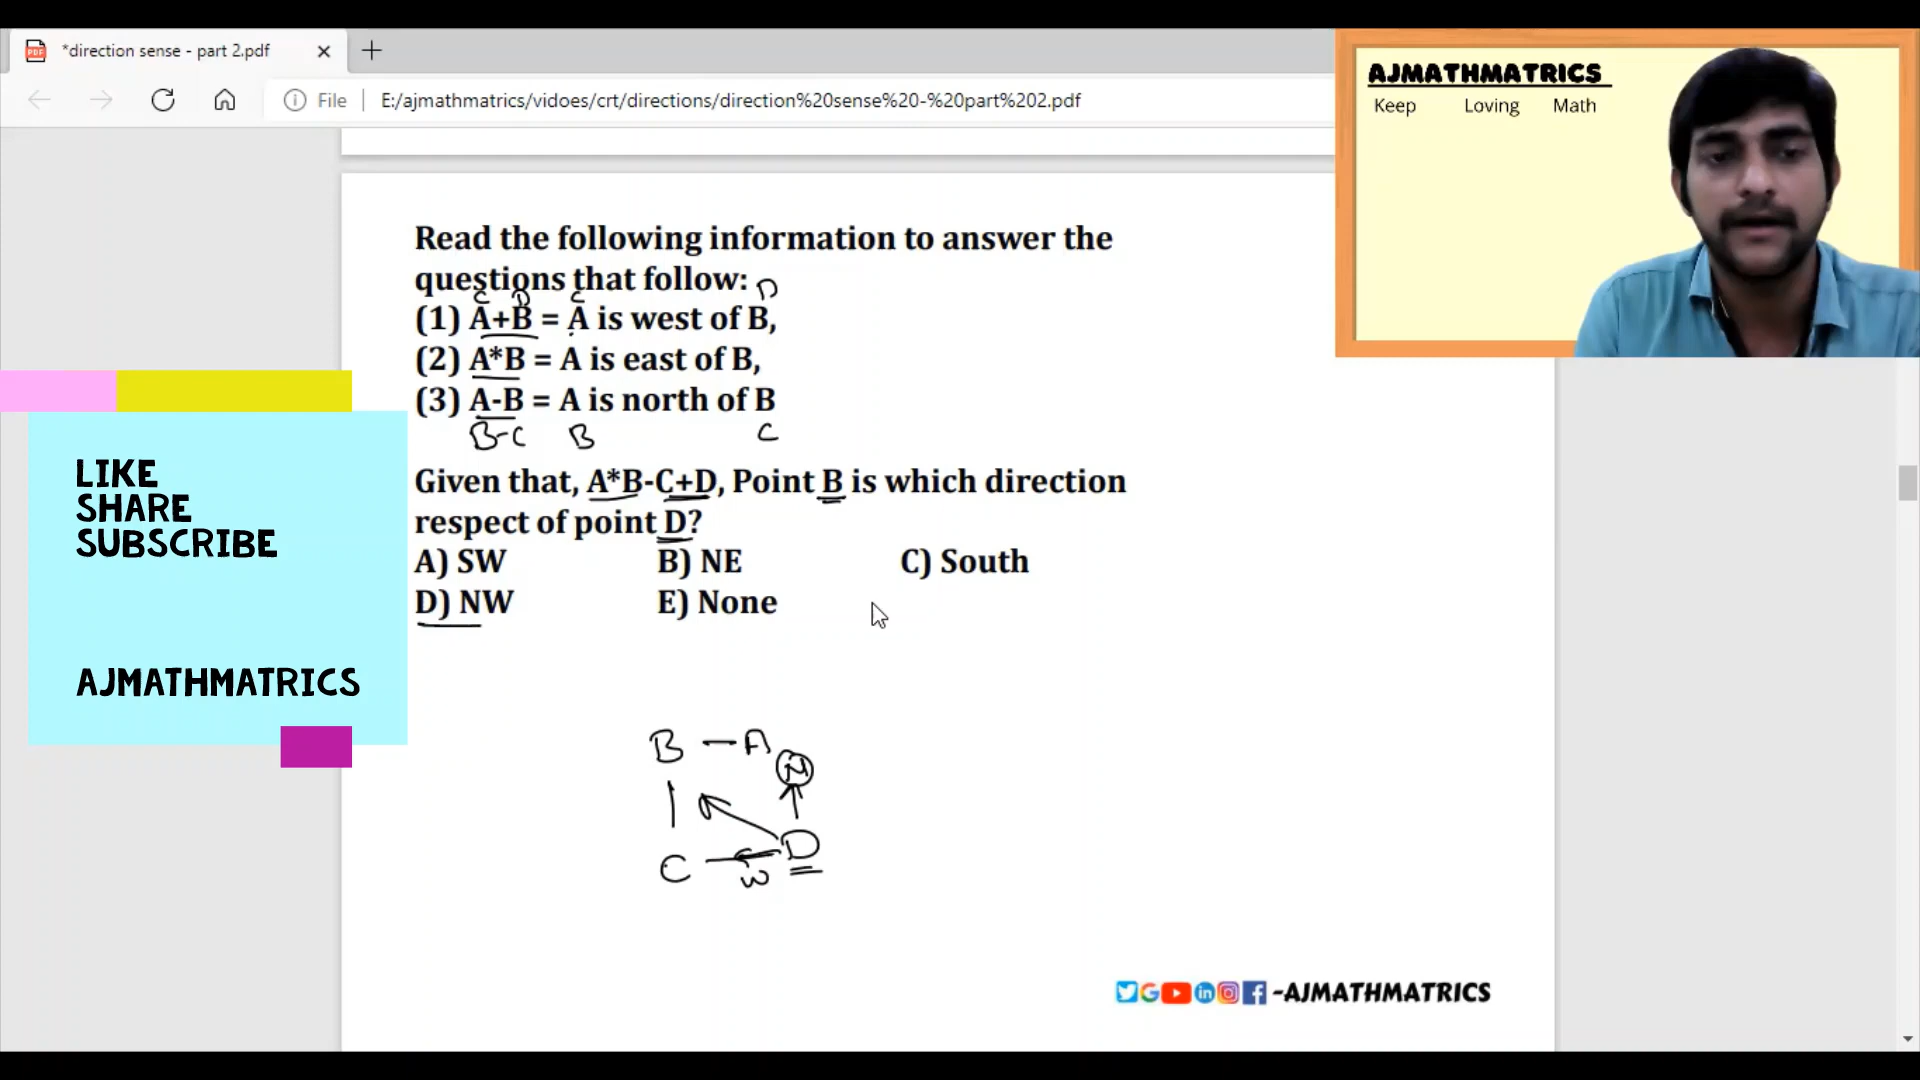 *direction sense - part 2.pdf
File
E:/ajmathmatrics/vidoes/crt/directions/direction%20sense%20-%20part%202.pdf
AJMATHMATRICS
Keep Loving Math
Read the following information to answer the
questions that follow:
C D C D
(1) A+B = A is west of B,
(2) A*B = A is east of B,
(3) A-B = A is north of B
B-C B C
Given that, A*B-C+D, Point B is which direction
respect of point D?
A) SW B) NE C) South
D) NW E) None
LIKE
SHARE
SUBSCRIBE
AJMATHMATRICS
B - A
N
D
C
W
-AJMATHMATRICS